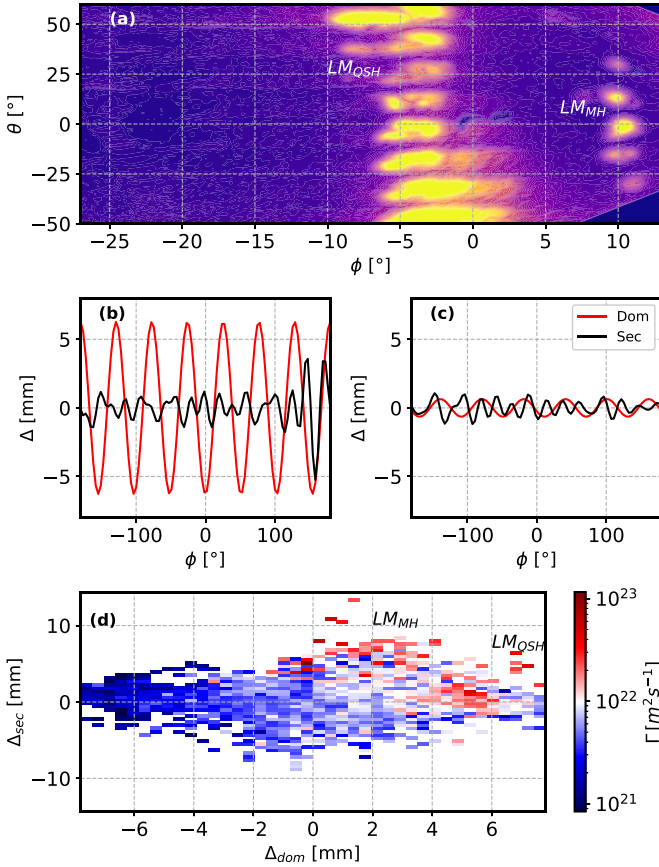 (a)
θ [°]
50
25
0
−25
−50
LM_QSH
LM_MH
−25 −20 −15 −10 −5 0 5 10
ϕ [°]
(b)
Δ [mm]
5
0
−5
−100 0 100
ϕ [°]
(c)
Dom
Sec
Δ [mm]
5
0
−5
−100 0 100
ϕ [°]
(d)
Δ_sec [mm]
10
0
−10
LM_MH
LM_QSH
−6 −4 −2 0 2 4 6
Δ_dom [mm]
10^23
10^22
10^21
Γ [m²s⁻¹]